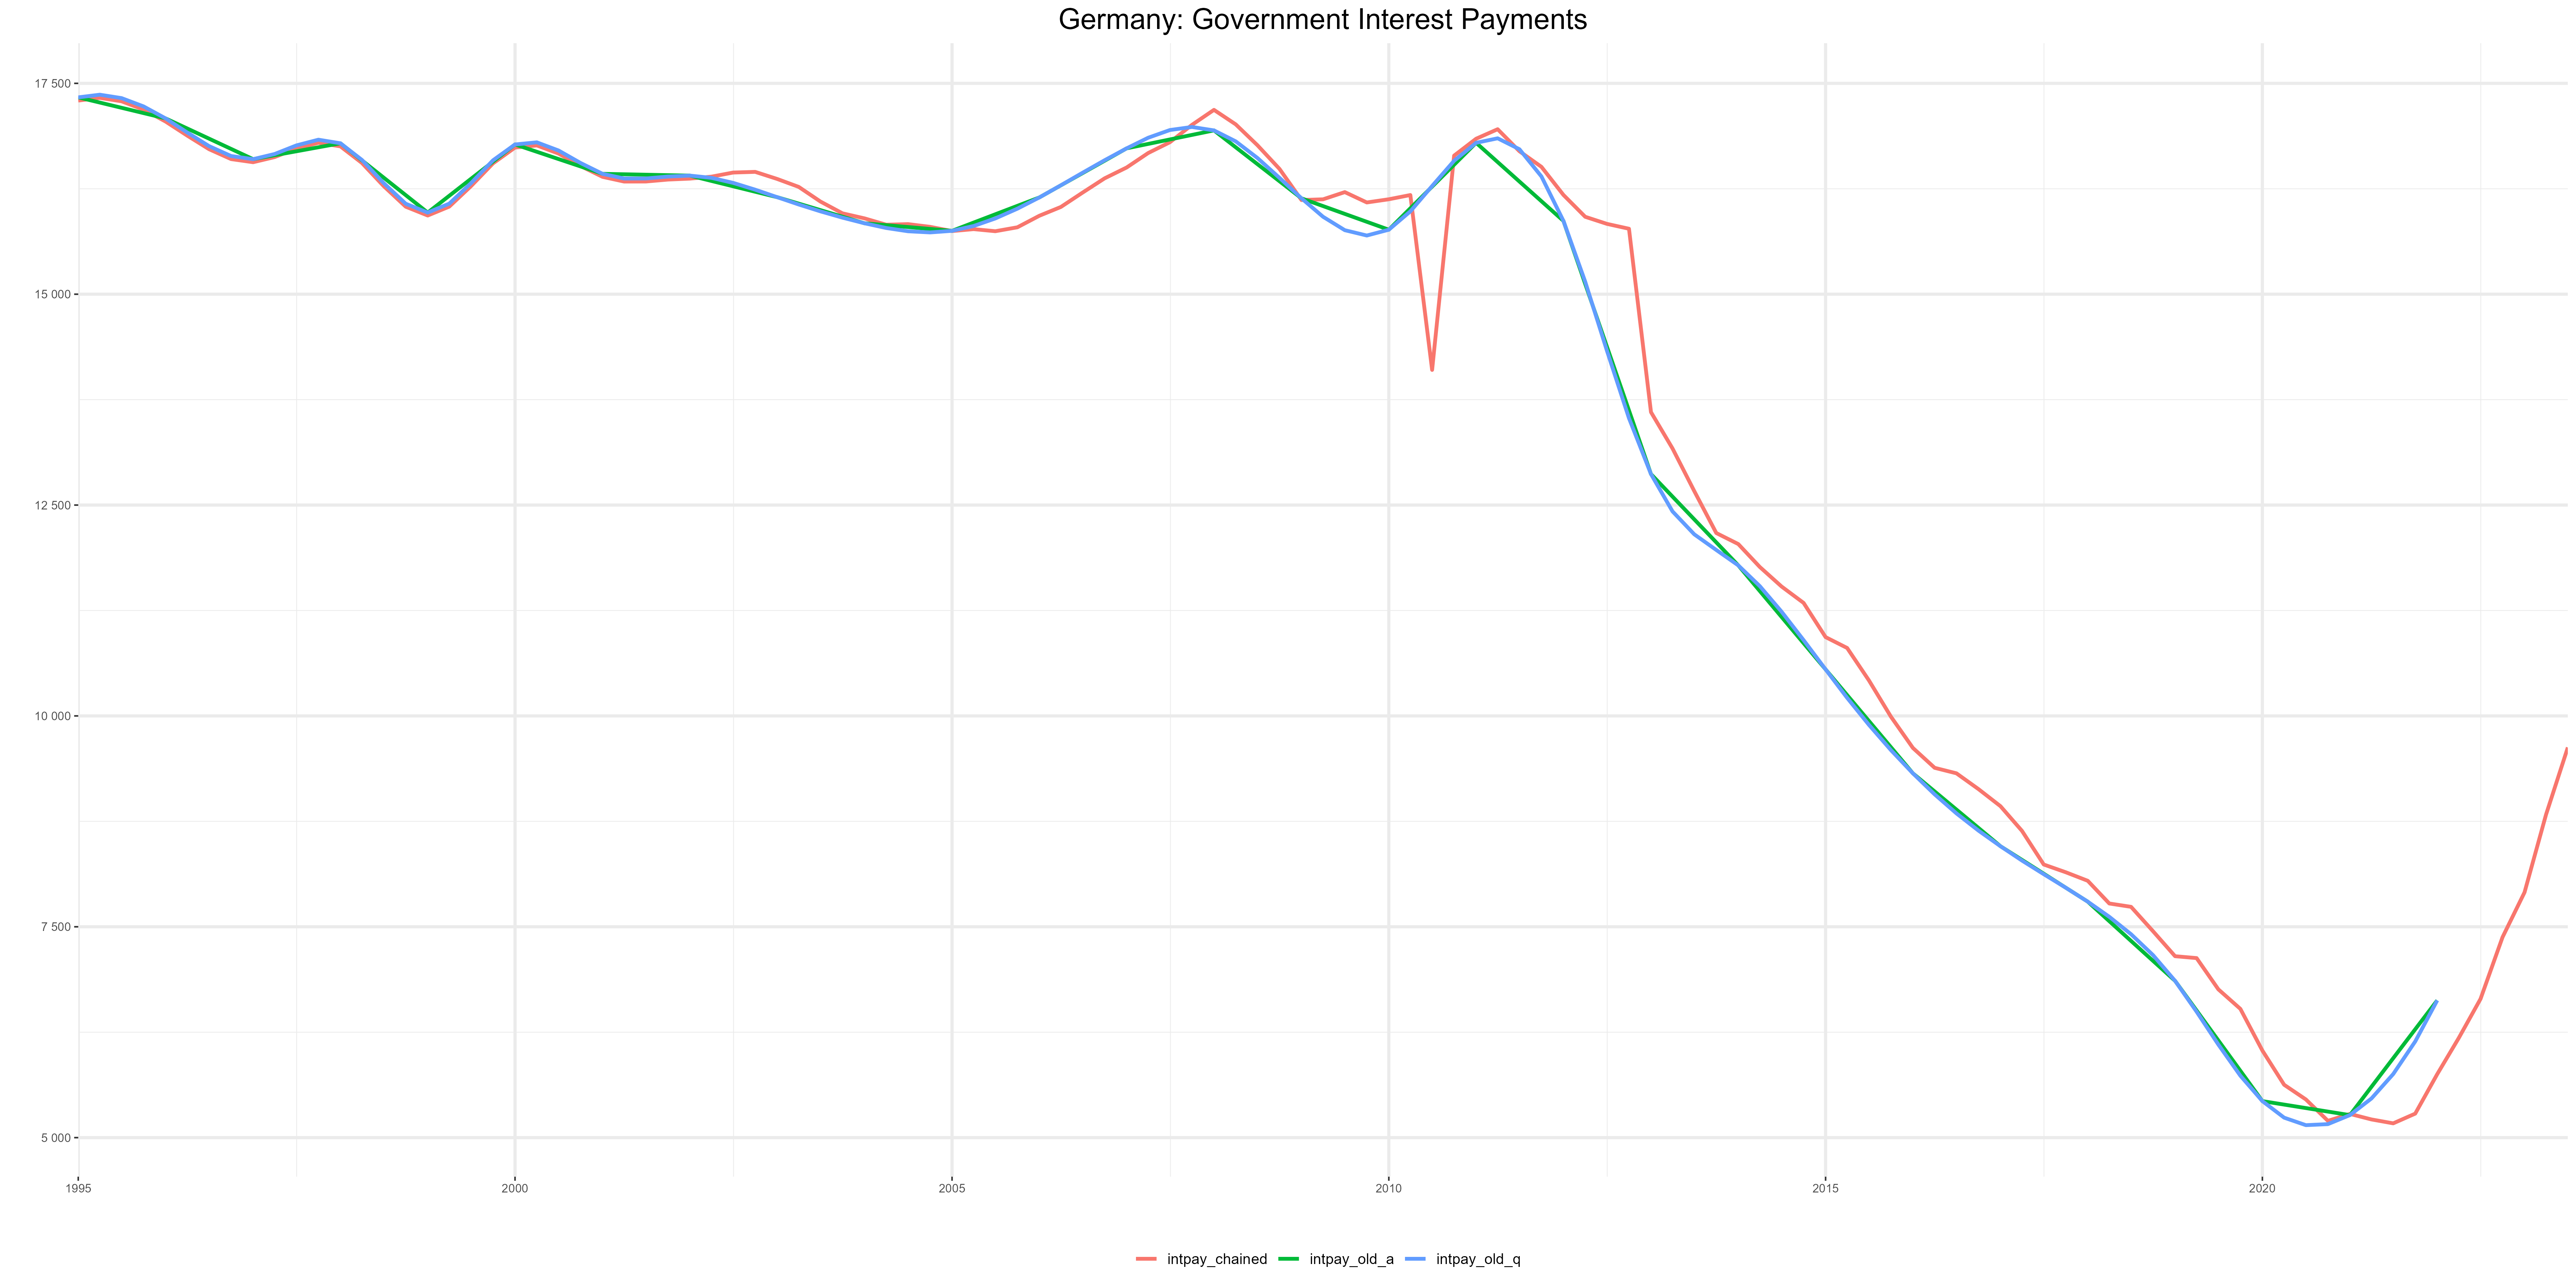 Germany: Government Interest Payments
17 500
15 000
12 500
10 000
7 500
5 000
1995 2000 2005 2010 2015 2020
intpay_chained intpay_old_a intpay_old_q